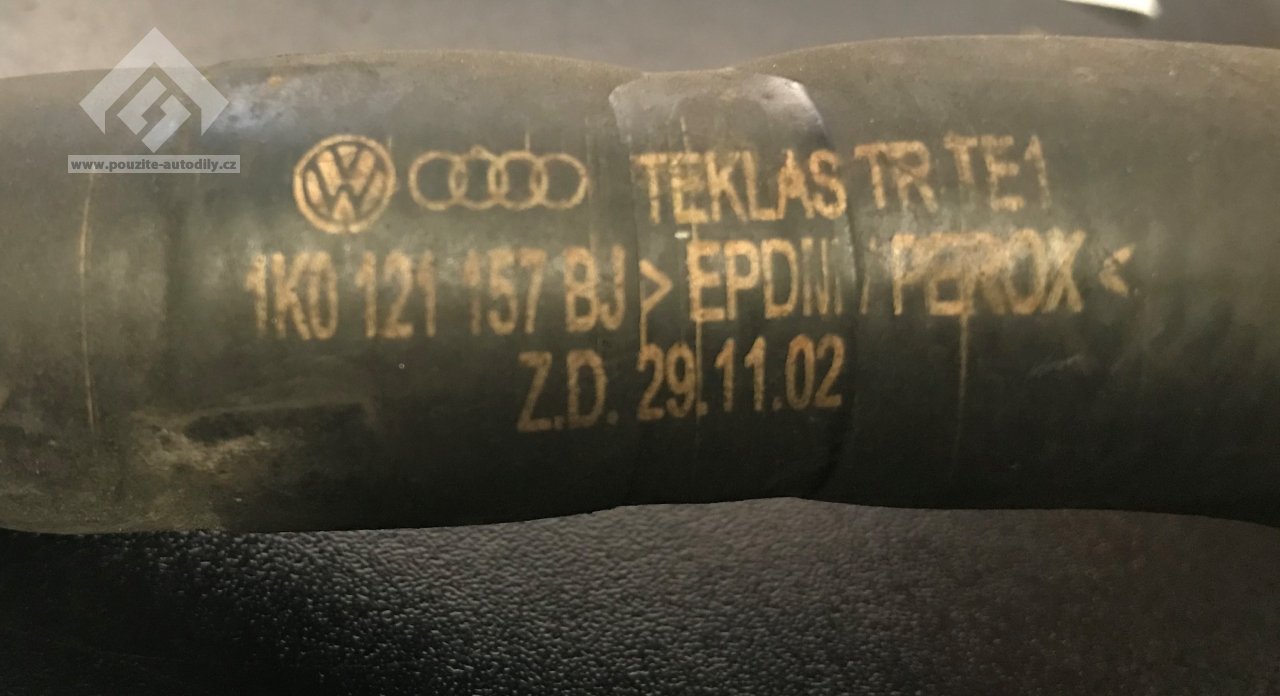 www.pouzite-autodily.cz
TEKLAS TR TE1
1K0 121 157 BJ >EPDM / PEROX<
Z.D. 29.11.02